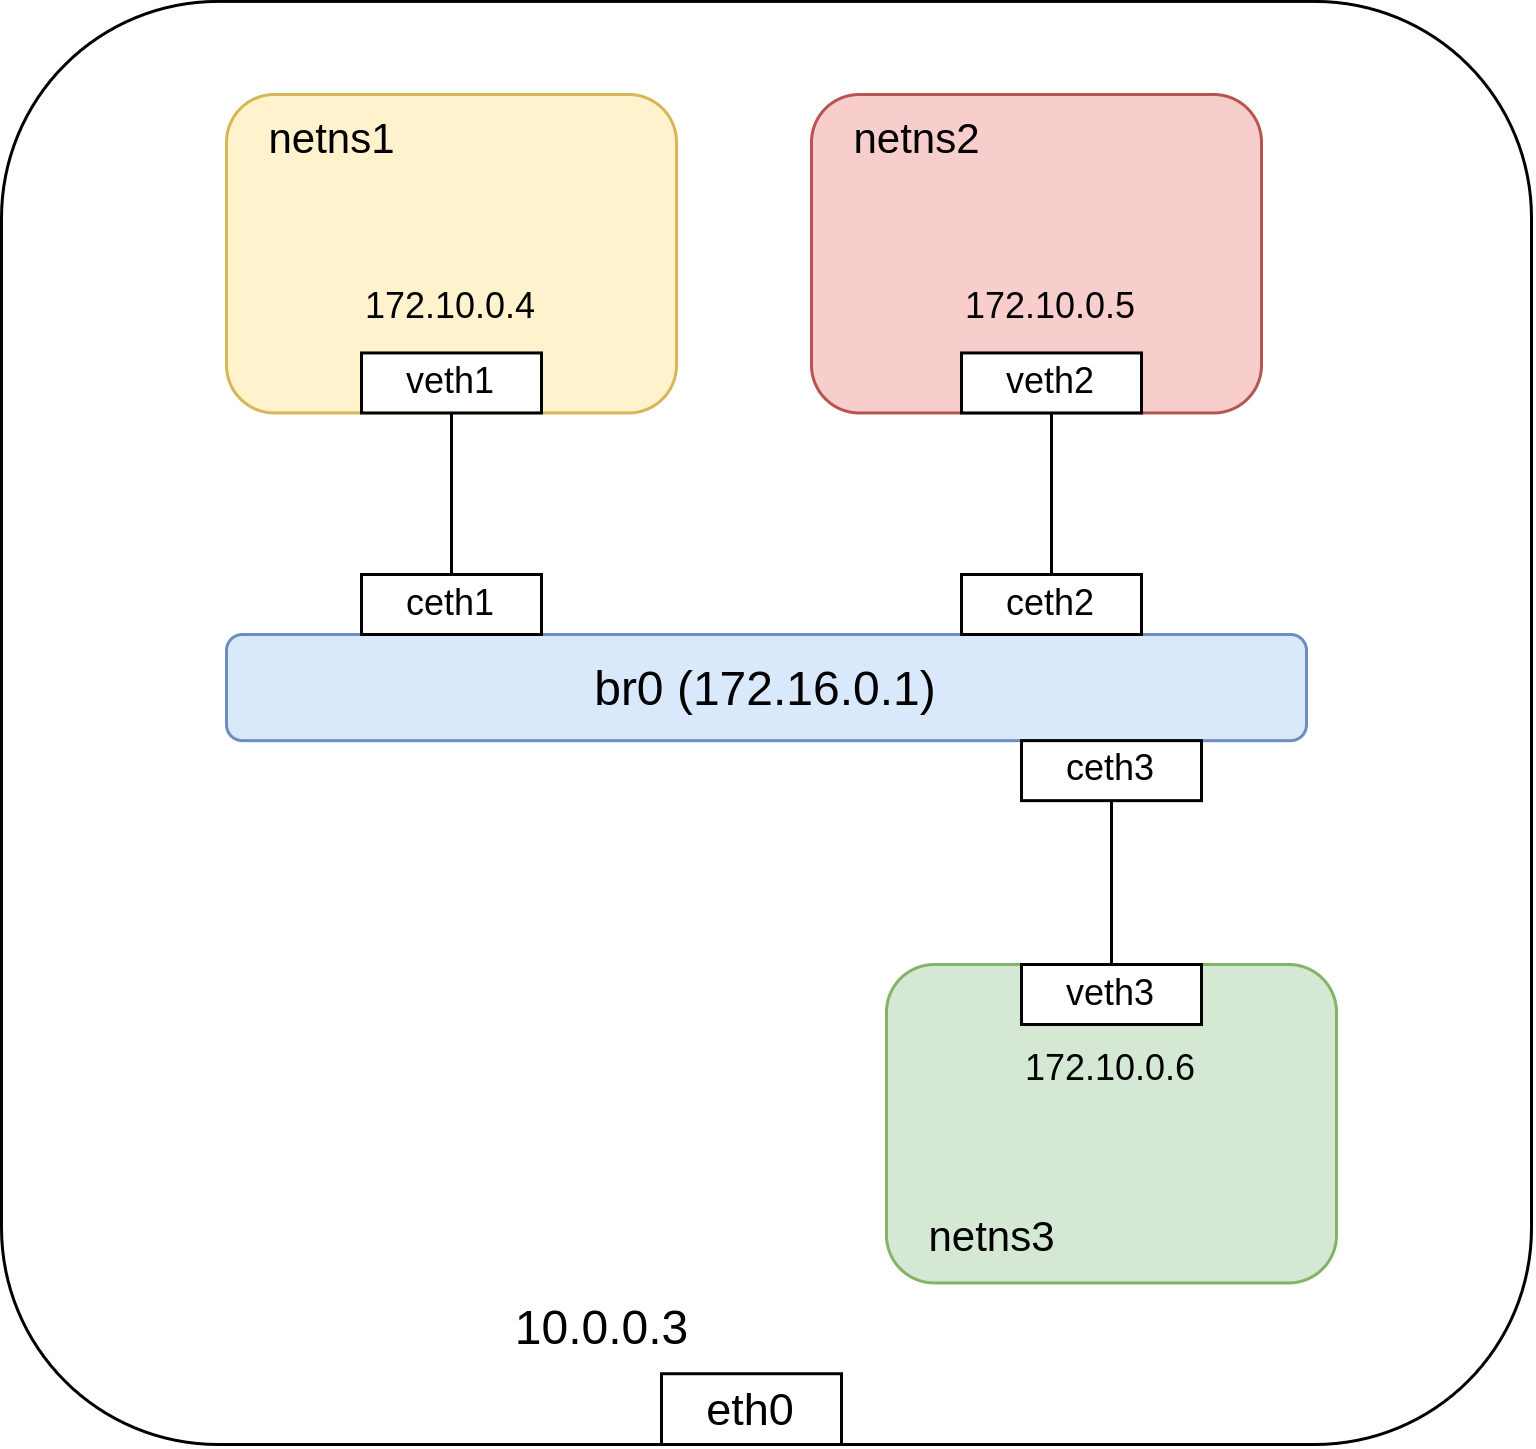 netns1
172.10.0.4
veth1
netns2
172.10.0.5
veth2
ceth1
ceth2
br0 (172.16.0.1)
ceth3
veth3
172.10.0.6
netns3
10.0.0.3
eth0